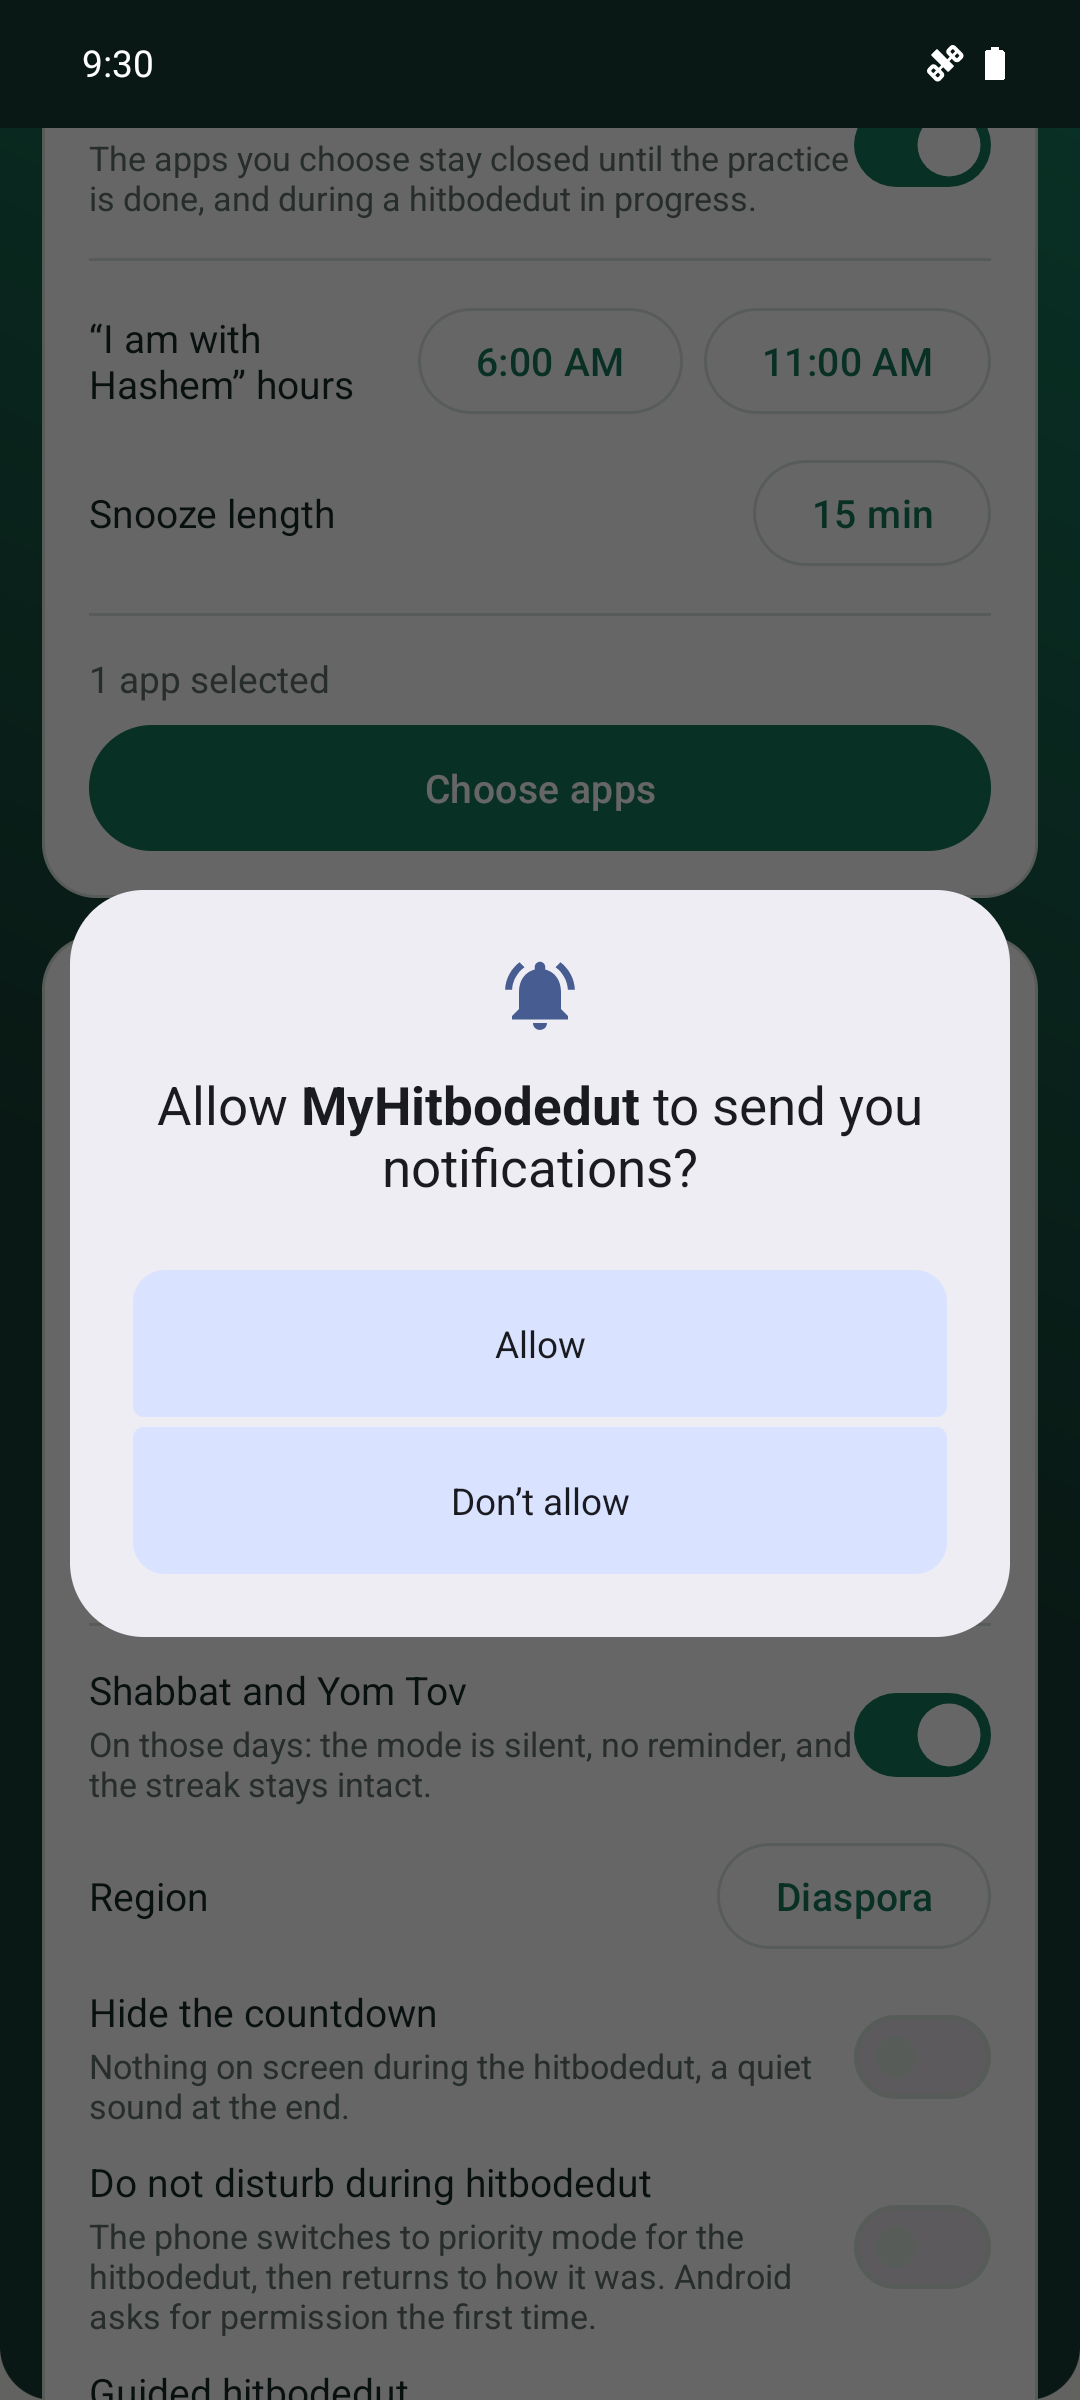 9:30
The apps you choose stay closed until the practice
is done, and during a hitbodedut in progress.
“I am with
Hashem” hours
6:00 AM
11:00 AM
Snooze length
15 min
1 app selected
Choose apps
Allow MyHitbodedut to send you
notifications?
Allow
Don’t allow
Shabbat and Yom Tov
On those days: the mode is silent, no reminder, and
the streak stays intact.
Region
Diaspora
Hide the countdown
Nothing on screen during the hitbodedut, a quiet
sound at the end.
Do not disturb during hitbodedut
The phone switches to priority mode for the
hitbodedut, then returns to how it was. Android
asks for permission the first time.
Guided hitbodedut